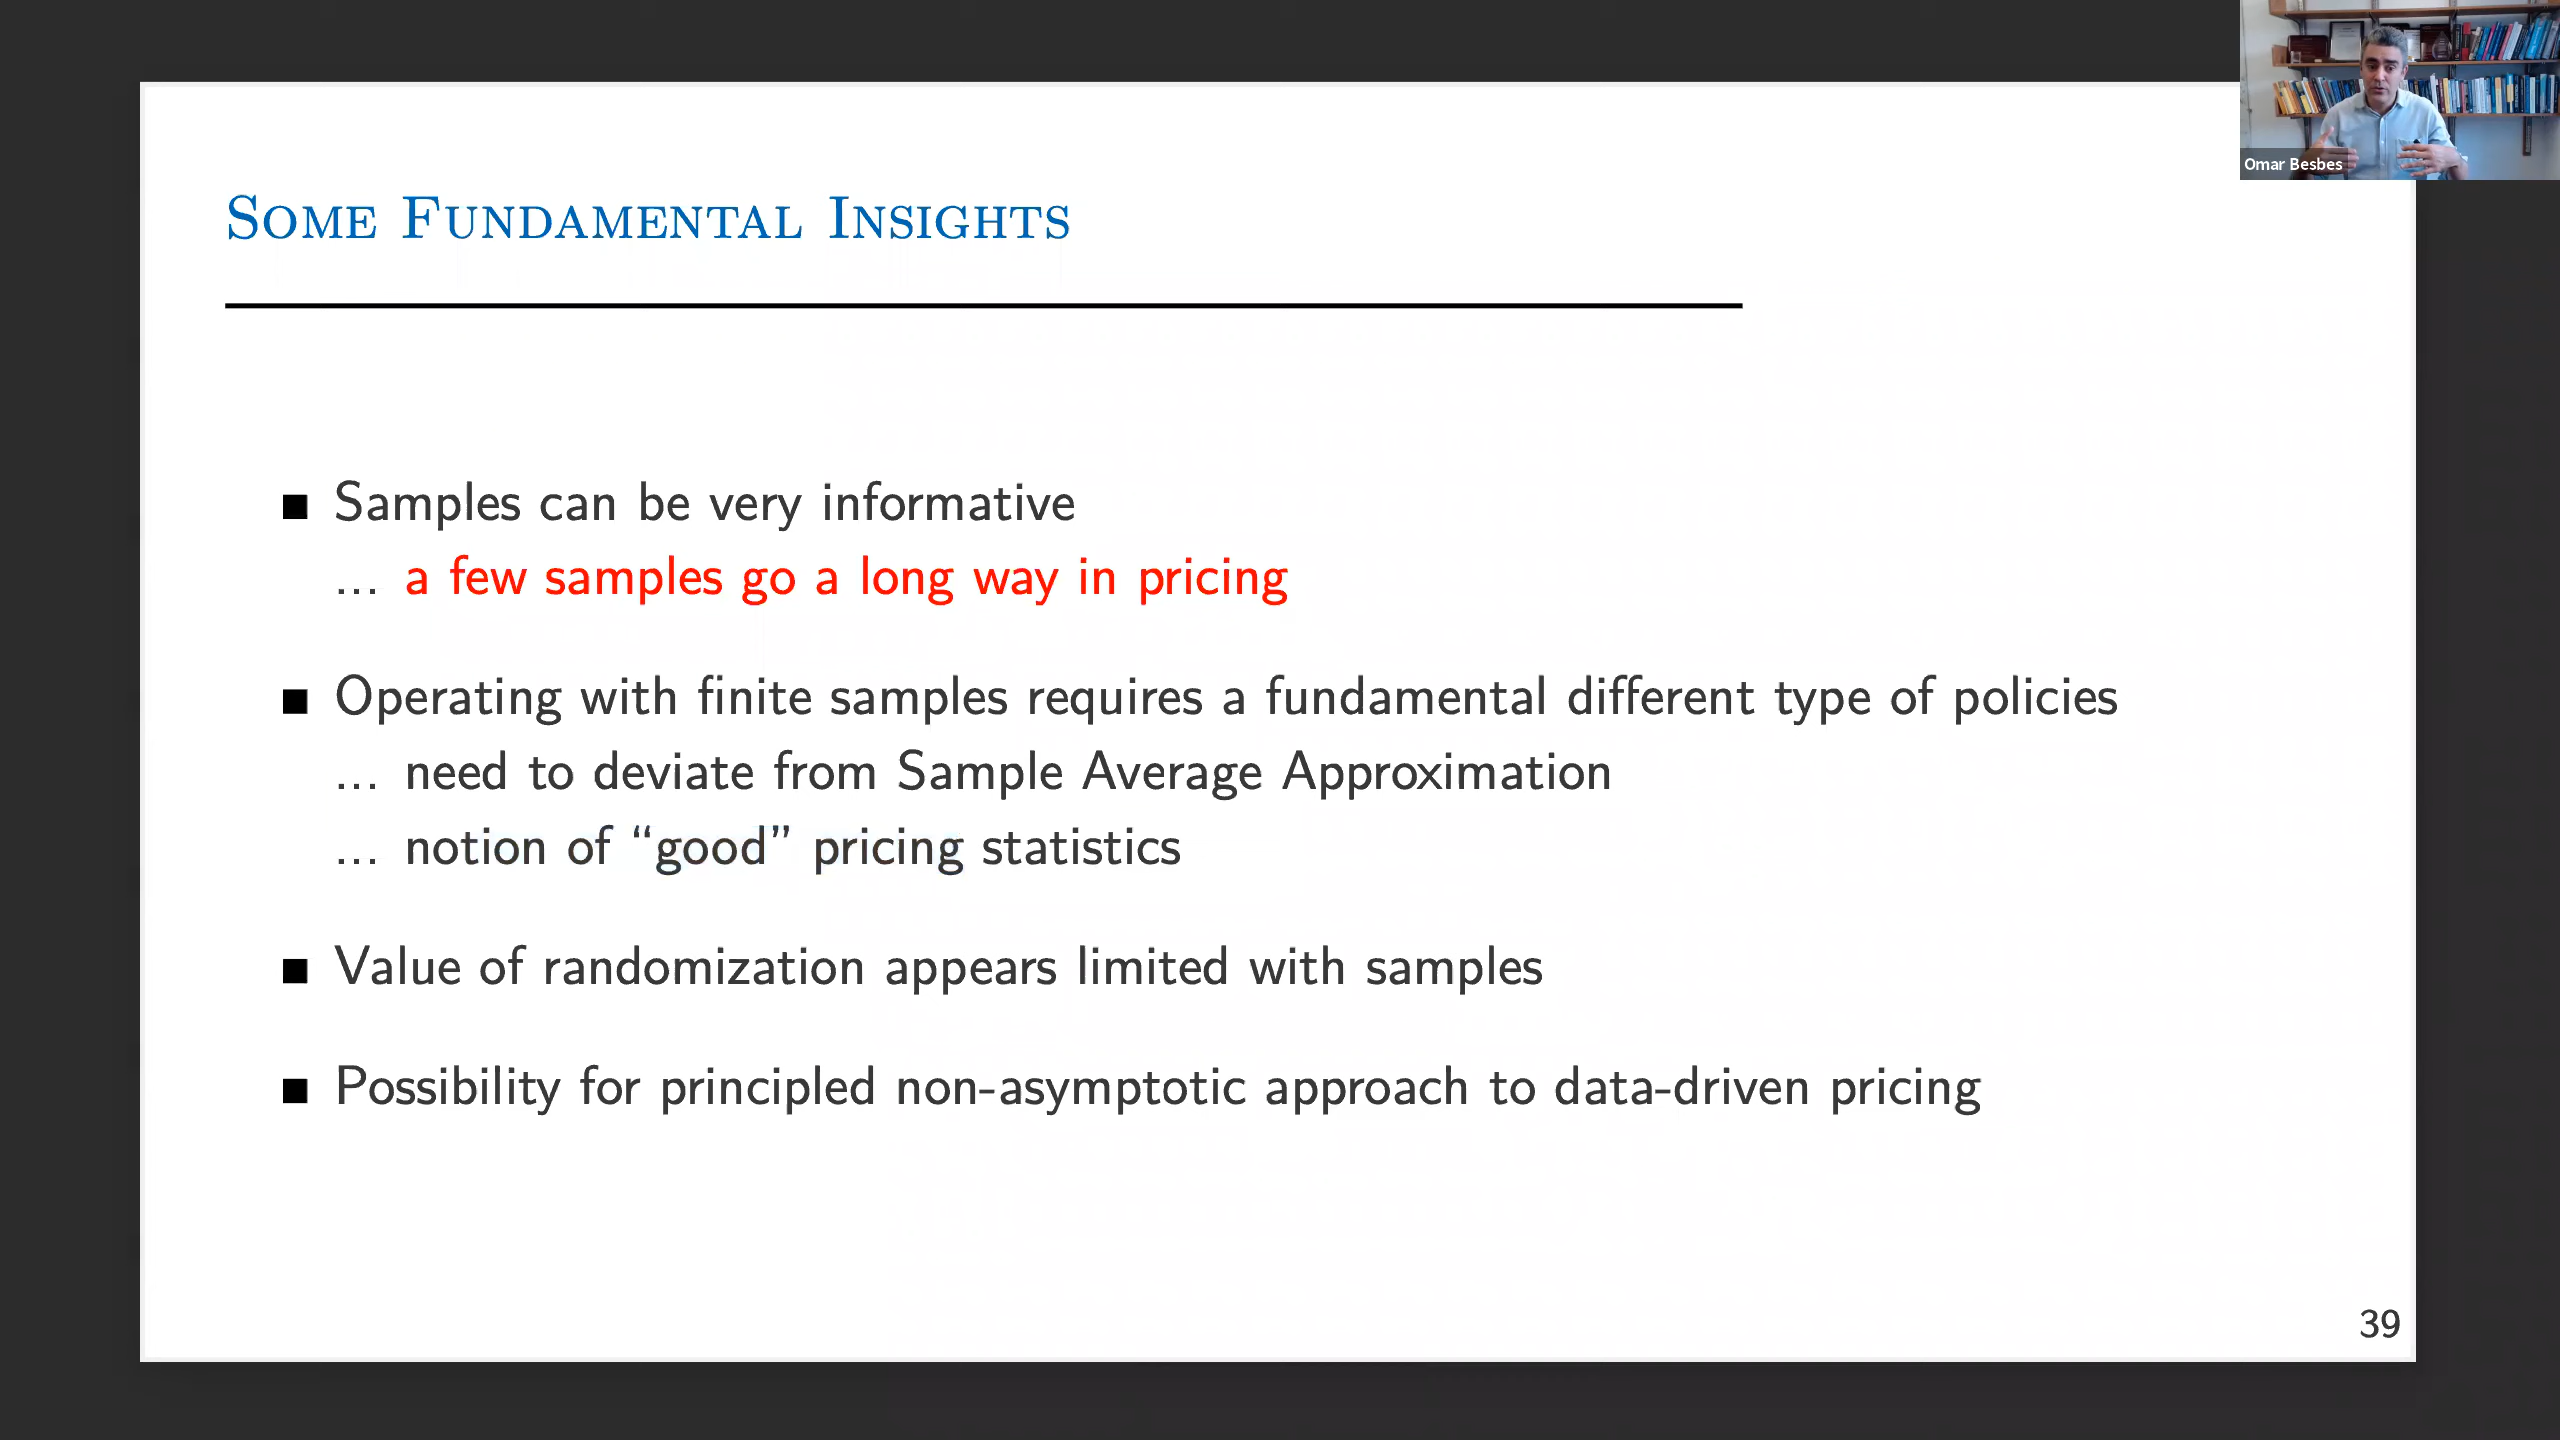 Omar Besbes
Some Fundamental Insights
■ Samples can be very informative
... a few samples go a long way in pricing
■ Operating with finite samples requires a fundamental different type of policies
... need to deviate from Sample Average Approximation
... notion of “good” pricing statistics
■ Value of randomization appears limited with samples
■ Possibility for principled non-asymptotic approach to data-driven pricing
39